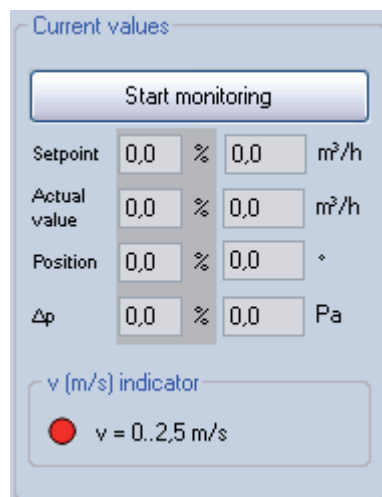 Current values
Start monitoring
Setpoint 0,0 % 0,0 m³/h
Actual value 0,0 % 0,0 m³/h
Position 0,0 % 0,0 °
Δp 0,0 % 0,0 Pa
v (m/s) indicator
v = 0..2,5 m/s